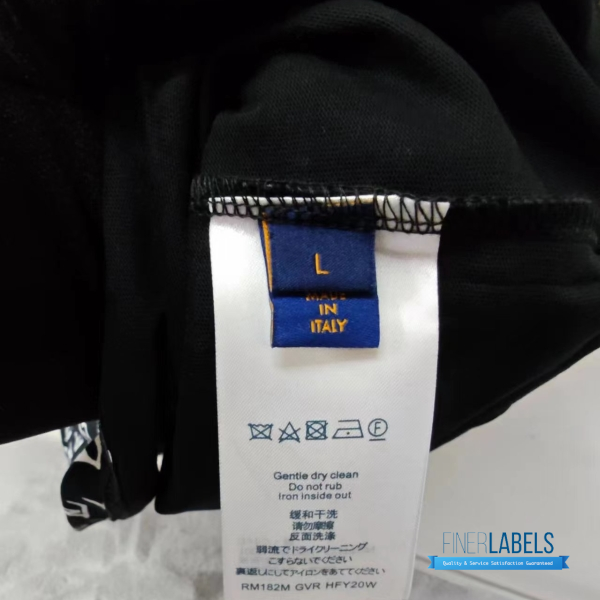 L
MADE
IN
ITALY
F
Gentle dry clean
Do not rub
Iron inside out
缓和干洗
请勿摩擦
反面洗涤
弱流でドライクリーニング
こすらないでください
裏返しにしてアイロンをあててください
RM182M GVR HFY20W
FINERLABELS
Quality & Service Satisfaction Guaranteed